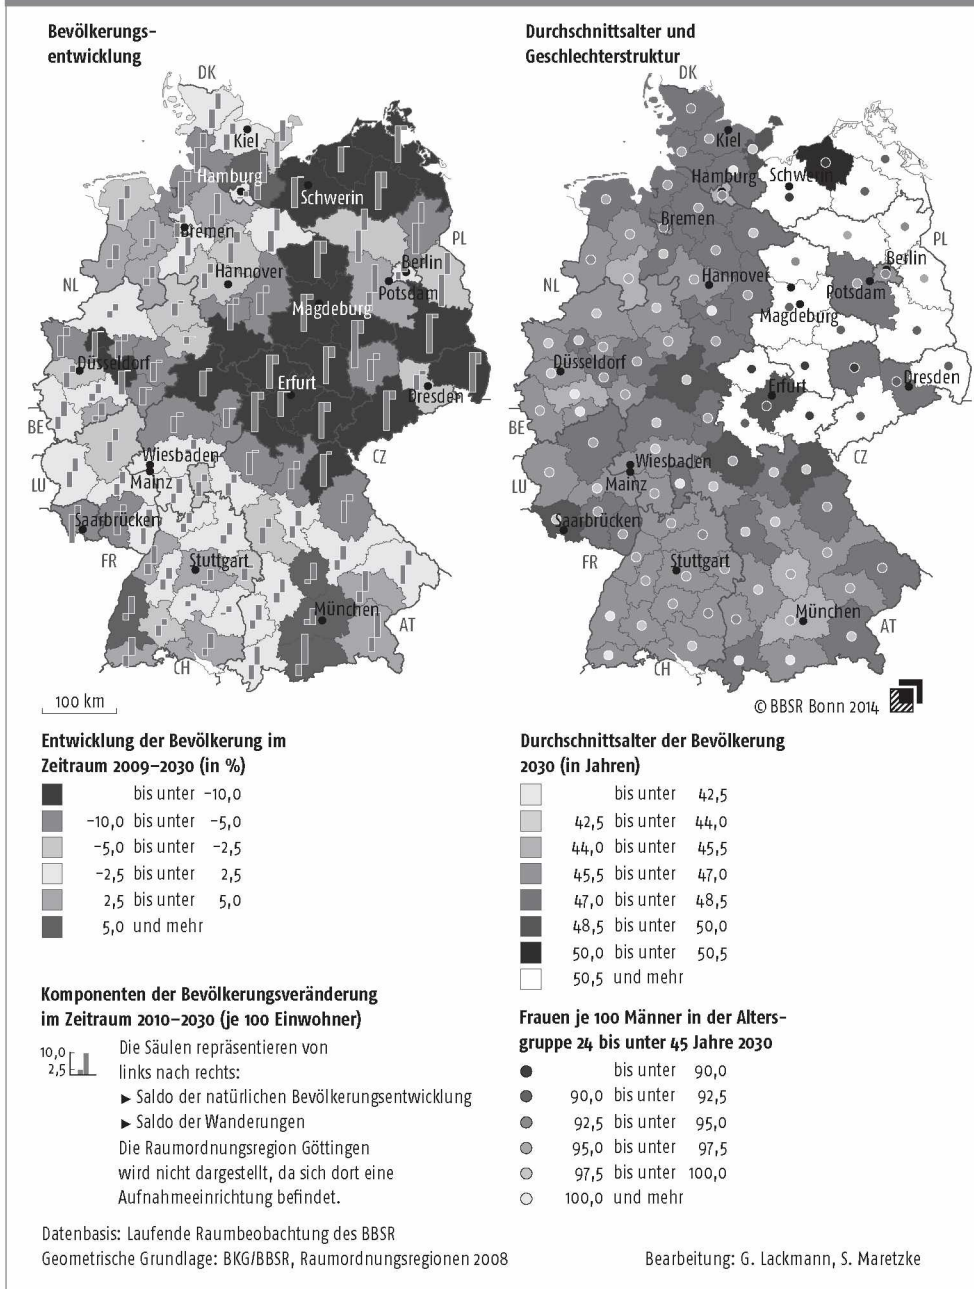 Bevölkerungs-
entwicklung
DK
Kiel
Hamburg
Schwerin
Bremen
PL
Berlin
NL
Hannover
Potsdam
Magdeburg
Düsseldorf
Erfurt
Dresden
BE
Wiesbaden
CZ
LU
Mainz
Saarbrücken
FR
Stuttgart
München
AT
CH
100 km
Durchschnittsalter und
Geschlechterstruktur
DK
Kiel
Hamburg
Schwerin
Bremen
PL
Berlin
NL
Hannover
Potsdam
Magdeburg
Düsseldorf
Erfurt
Dresden
BE
Wiesbaden
CZ
LU
Mainz
Saarbrücken
FR
Stuttgart
München
AT
CH
© BBSR Bonn 2014
Entwicklung der Bevölkerung im
Zeitraum 2009–2030 (in %)
bis unter –10,0
–10,0 bis unter –5,0
–5,0 bis unter –2,5
–2,5 bis unter 2,5
2,5 bis unter 5,0
5,0 und mehr
Komponenten der Bevölkerungsveränderung
im Zeitraum 2010–2030 (je 100 Einwohner)
10,0
2,5
Die Säulen repräsentieren von
links nach rechts:
► Saldo der natürlichen Bevölkerungsentwicklung
► Saldo der Wanderungen
Die Raumordnungsregion Göttingen
wird nicht dargestellt, da sich dort eine
Aufnahmeeinrichtung befindet.
Durchschnittsalter der Bevölkerung
2030 (in Jahren)
bis unter 42,5
42,5 bis unter 44,0
44,0 bis unter 45,5
45,5 bis unter 47,0
47,0 bis unter 48,5
48,5 bis unter 50,0
50,0 bis unter 50,5
50,5 und mehr
Frauen je 100 Männer in der Alters-
gruppe 24 bis unter 45 Jahre 2030
bis unter 90,0
90,0 bis unter 92,5
92,5 bis unter 95,0
95,0 bis unter 97,5
97,5 bis unter 100,0
100,0 und mehr
Datenbasis: Laufende Raumbeobachtung des BBSR
Geometrische Grundlage: BKG/BBSR, Raumordnungsregionen 2008
Bearbeitung: G. Lackmann, S. Maretzke